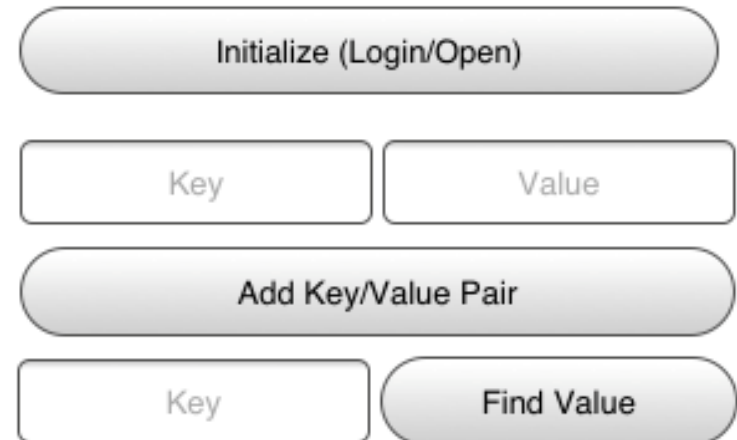 Initialize (Login/Open)
Key Value
Add Key/Value Pair
Key Find Value